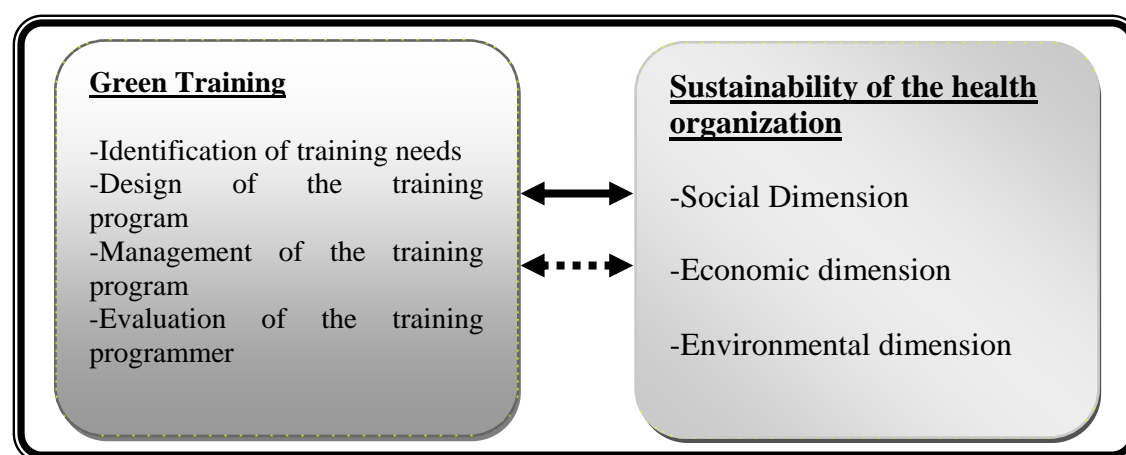 Green Training
-Identification of training needs
-Design of the training
program
-Management of the training
program
-Evaluation of the training
programmer
Sustainability of the health
organization
-Social Dimension
-Economic dimension
-Environmental dimension